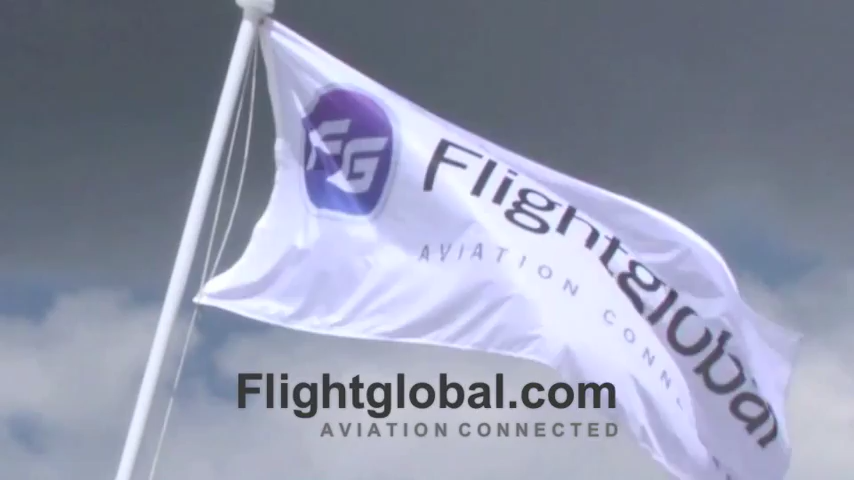 FG
Flightglobal
AVIATION CONN
Flightglobal.com
AVIATION CONNECTED